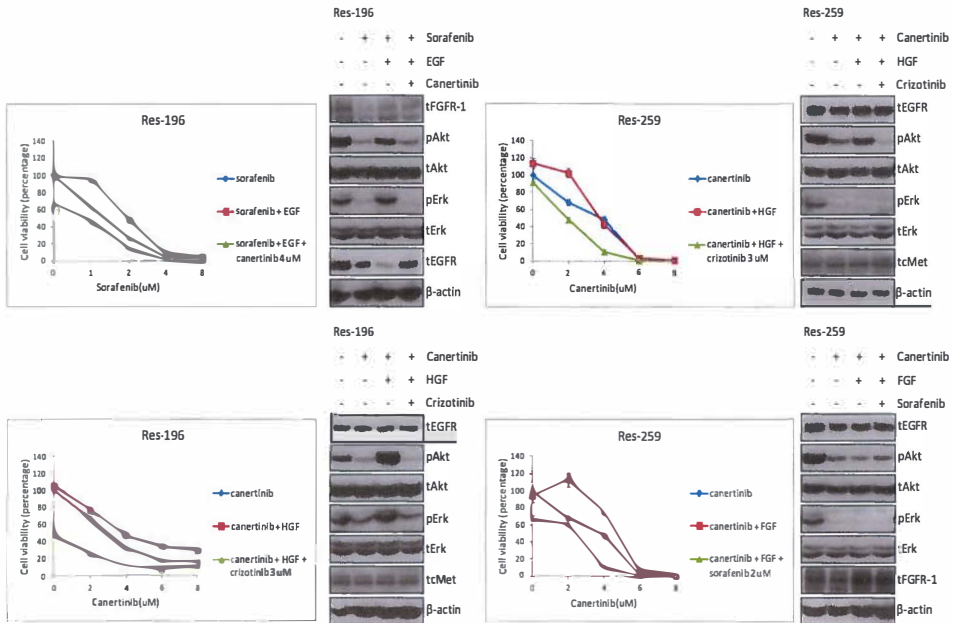 Res-196
- + + + Sorafenib
- - + + EGF
- - - + Canertinib
tFGFR-1
pAkt
tAkt
pErk
tErk
tEGFR
β-actin
Res-196
Cell viability (percentage)
140
120
100
80
60
40
20
0
0 1 2 4 8
Sorafenib(uM)
sorafenib
sorafenib + EGF
sorafenib + EGF +
canertinib 4 uM
Res-259
- + + + Canertinib
- - + + HGF
- - - + Crizotinib
tEGFR
pAkt
tAkt
pErk
tErk
tcMet
β-actin
Res-259
Cell viability (percentage)
140
120
100
80
60
40
20
0
0 2 4 6 8
Canertinib(uM)
canertinib
canertinib + HGF
canertinib + HGF +
crizotinib 3 uM
Res-196
- + + + Canertinib
- - + + HGF
- - - + Crizotinib
tEGFR
pAkt
tAkt
pErk
tErk
tcMet
β-actin
Res-196
Cell viability (percentage)
140
120
100
80
60
40
20
0
0 2 4 6 8
Canertinib(uM)
canertinib
canertinib + HGF
canertinib + HGF +
crizotinib 3 uM
Res-259
- + + + Canertinib
- - + + FGF
- - - + Sorafenib
tEGFR
pAkt
tAkt
pErk
tErk
tFGFR-1
β-actin
Res-259
Cell viability (percentage)
140
120
100
80
60
40
20
0
0 2 4 6 8
Canertinib(uM)
canertinib
canertinib + FGF
canertinib + FGF +
sorafenib 2 uM